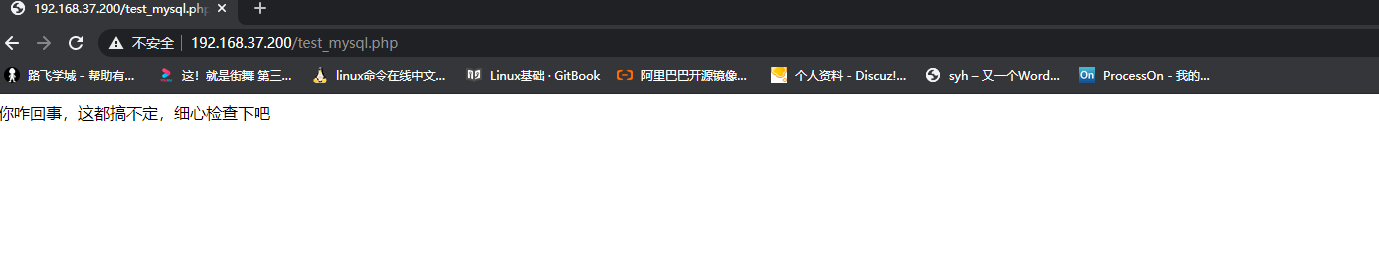 192.168.37.200/test_mysql.php
不安全 192.168.37.200/test_mysql.php
路飞学城 - 帮助有... 这！就是街舞 第三... linux命令在线中文... Linux基础 · GitBook 阿里巴巴开源镜像... 个人资料 - Discuz!... syh – 又一个Word... On ProcessOn - 我的...
你咋回事，这都搞不定，细心检查下吧